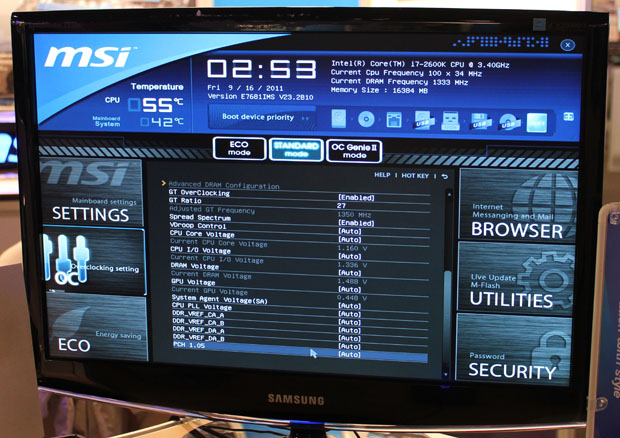 msi
Temperature
CPU 55°C
Mainboard
System 42°C
02:53
Fri 9 / 16 / 2011
Version E7681IMS V23.2B10
Intel(R) Core(TM) i7-2600K CPU @ 3.40GHz
Current Cpu Frequency 100 x 34 MHz
Current DRAM Frequency 1333 MHz
Memory Size : 16384 MB
Boot device priority
USB
USB
ECO
mode
STANDARD
mode
OC Genie II
mode
HELP | HOT KEY |
msi
Mainboard settings
SETTINGS
Overclocking setting
OC
Energy saving
ECO
> Advanced DRAM Configuration
GT OverClocking [Enabled]
GT Ratio 27
Adjusted GT Frequency 1350 MHz
Spread Spectrum [Enabled]
VDroop Control [Auto]
CPU Core Voltage [Auto]
Current CPU Core Voltage 1.160 V
CPU I/O Voltage [Auto]
Current CPU I/O Voltage 1.336 V
DRAM Voltage [Auto]
Current DRAM Voltage 1.488 V
GPU Voltage [Auto]
Current GPU Voltage 0.448 V
System Agent Voltage(SA) [Auto]
CPU PLL Voltage [Auto]
DDR_VREF_CA_A [Auto]
DDR_VREF_CA_B [Auto]
DDR_VREF_DA_A [Auto]
DDR_VREF_DA_B [Auto]
PCH 1.05 [Auto]
Internet
Messanging and Mail
BROWSER
Live Update
M-Flash
UTILITIES
Password
SECURITY
SAMSUNG